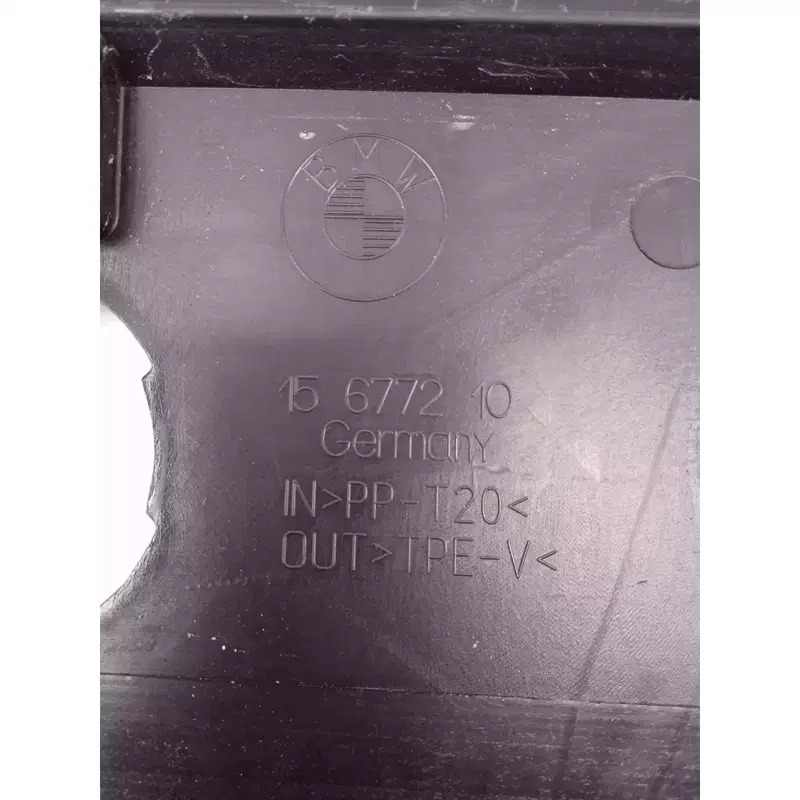 BMW
15 6772 10
Germany
IN>PP-T20<
OUT>TPE-V<